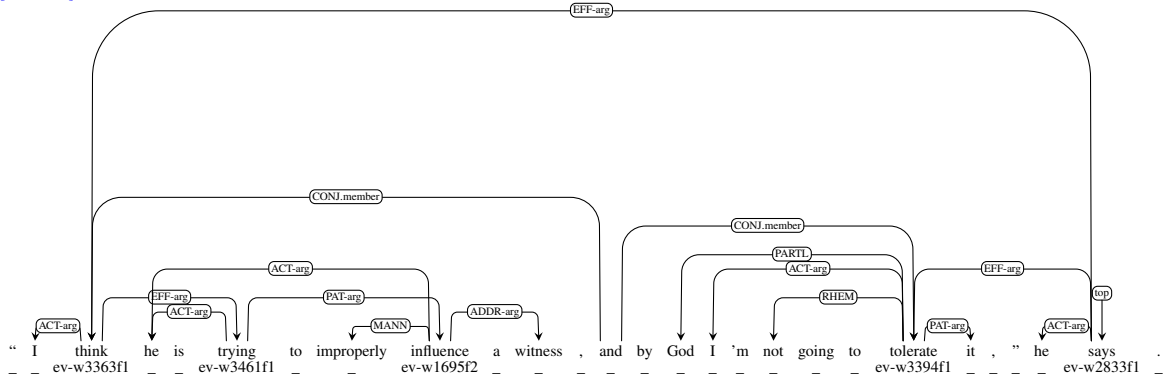 EFF-arg
CONJ.member
CONJ.member
PARTL
ACT-arg ACT-arg EFF-arg
top
EFF-arg PAT-arg RHEM
ACT-arg ADDR-arg
ACT-arg MANN PAT-arg ACT-arg
“ I think he is trying to improperly influence a witness , and by God I 'm not going to tolerate it , ” he says .
_ _ ev-w3363f1 _ _ ev-w3461f1 _ _ ev-w1695f2 _ _ _ _ _ _ _ _ _ _ _ ev-w3394f1 _ _ _ _ ev-w2833f1 _